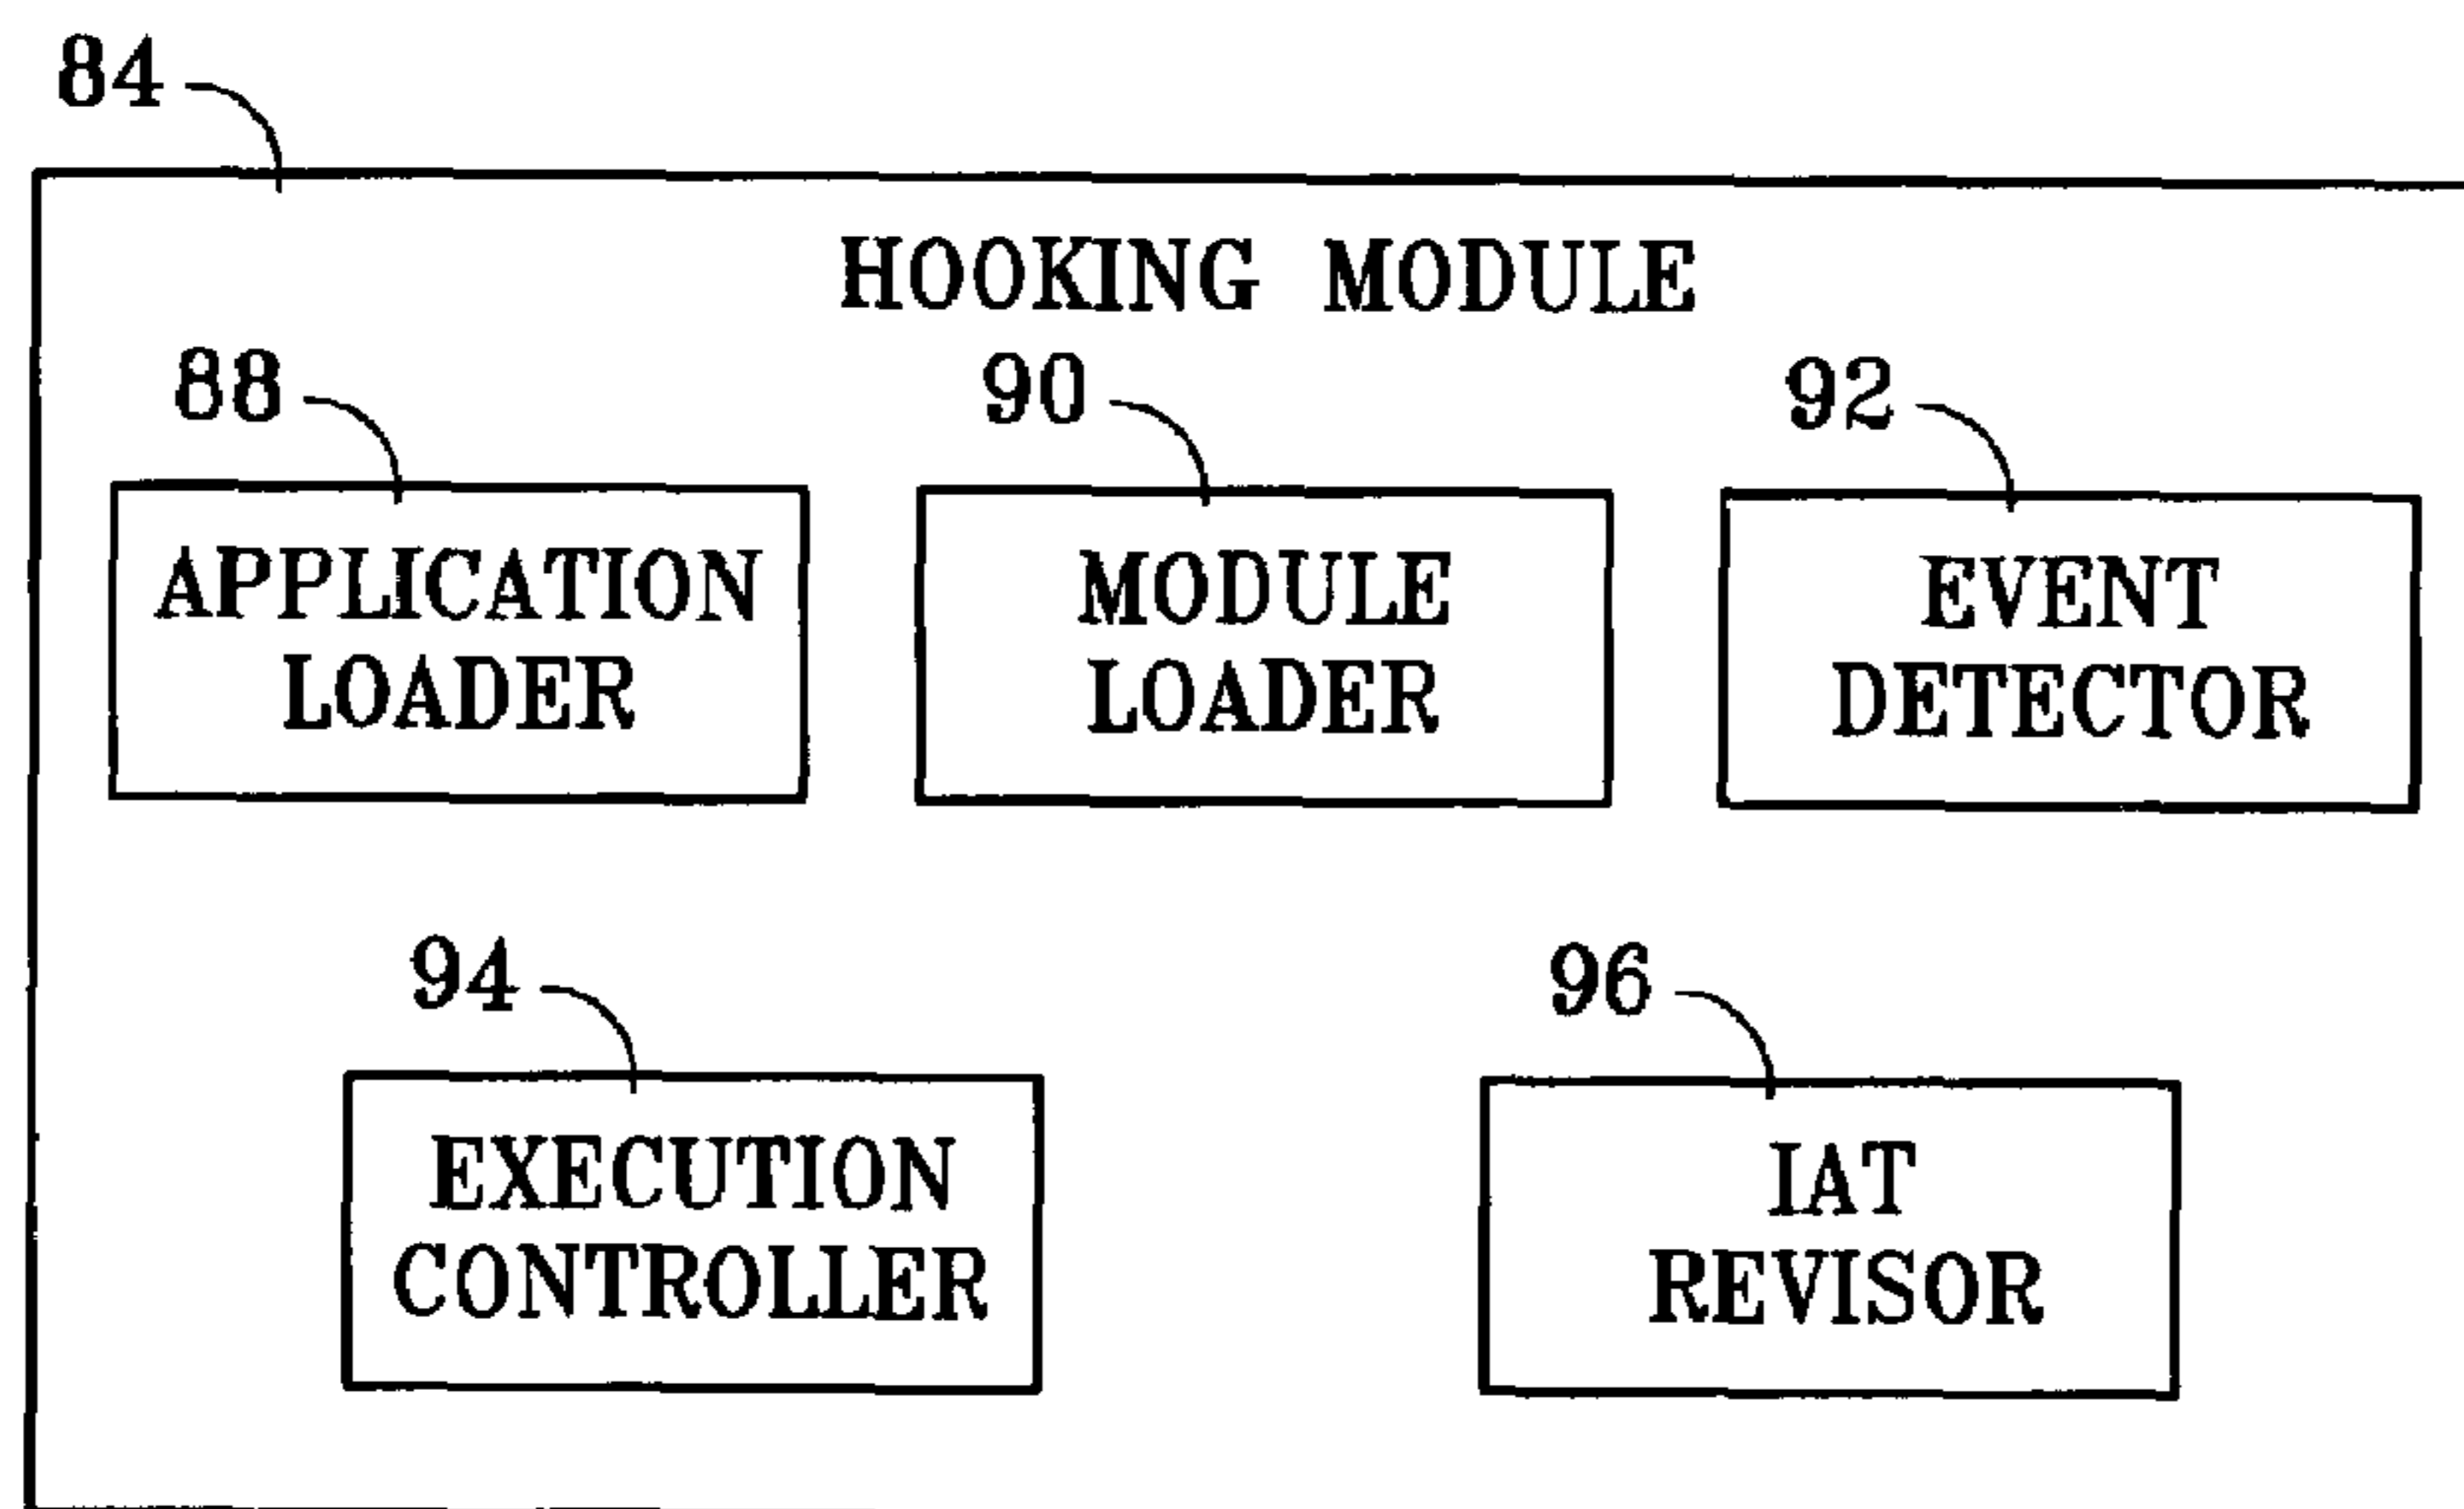 84
HOOKING MODULE
88
90
92
APPLICATION
LOADER
MODULE
LOADER
EVENT
DETECTOR
94
96
EXECUTION
CONTROLLER
IAT
REVISOR